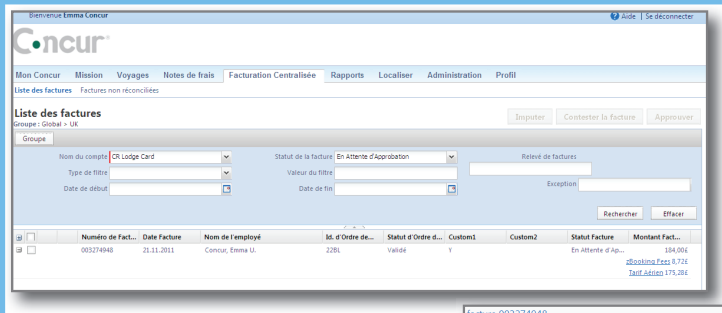 Bienvenue Emma Concur
Aide | Se déconnecter
Concur
Mon Concur Mission Voyages Notes de frais Facturation Centralisée Rapports Localiser Administration Profil
Liste des factures Factures non réconciliées
Liste des factures
Groupe : Global > UK
Imputer Contester la facture Approuver
Groupe
Nom du compte CR Lodge Card Statut de la facture En Attente d'Approbation Relevé de factures
Type de filtre Valeur du filtre
Date de début Date de fin Exception
Rechercher Effacer
Numéro de Fact... Date Facture Nom de l'employé Id. d'Ordre de... Statut d'Ordre d... Custom1 Custom2 Statut Facture Montant Fact...
003274948 21.11.2011 Concur, Emma U. 22BL Validé Y En Attente d'Ap... 184,00£
zBooking Fees 8,72£
Tarif Aérien 175,28£
facture 003274948